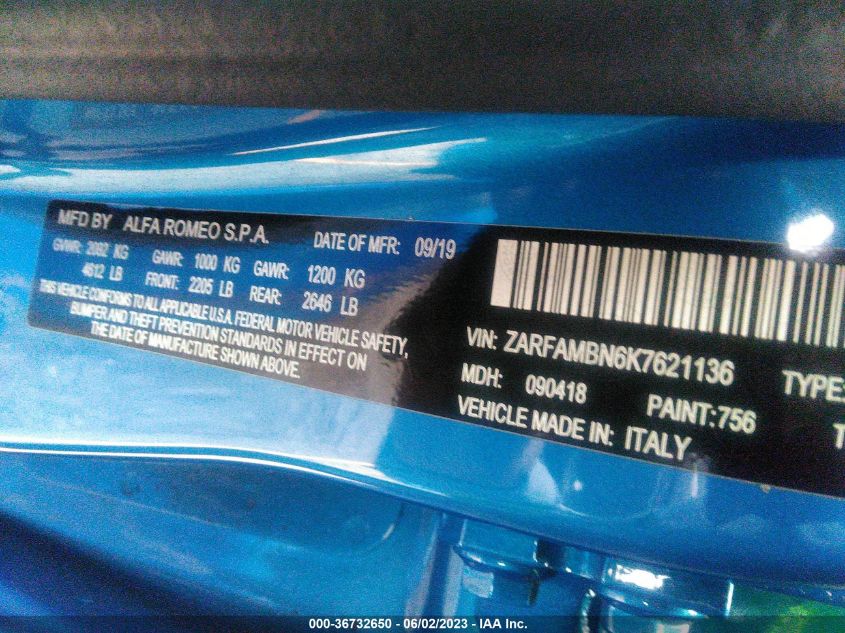 MFD BY ALFA ROMEO S.P.A. DATE OF MFR: 09/19
GVWR: 2092 KG GAWR: 1000 KG GAWR: 1200 KG
4612 LB FRONT: 2205 LB REAR: 2646 LB
THIS VEHICLE CONFORMS TO ALL APPLICABLE U.S.A. FEDERAL MOTOR VEHICLE SAFETY,
BUMPER AND THEFT PREVENTION STANDARDS IN EFFECT ON
THE DATE OF MANUFACTURE SHOWN ABOVE.
VIN: ZARFAMBN6K7621136 TYPE:
MDH: 090418 PAINT:756
VEHICLE MADE IN: ITALY
000-36732650 - 06/02/2023 - IAA Inc.